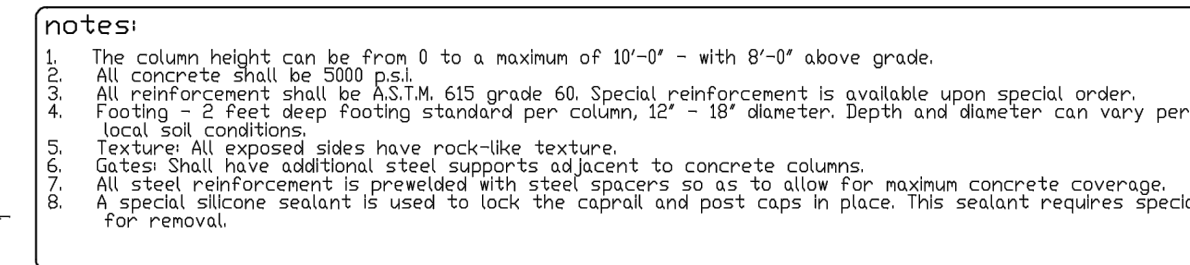 notes:
1. The column height can be from 0 to a maximum of 10'-0" - with 8'-0" above grade.
2. All concrete shall be 5000 p.s.i.
3. All reinforcement shall be A.S.T.M. 615 grade 60. Special reinforcement is available upon special order.
4. Footing - 2 feet deep footing standard per column, 12" - 18" diameter. Depth and diameter can vary per
local soil conditions.
5. Texture: All exposed sides have rock-like texture.
6. Gates: Shall have additional steel supports adjacent to concrete columns.
7. All steel reinforcement is prewelded with steel spacers so as to allow for maximum concrete coverage.
8. A special silicone sealant is used to lock the caprail and post caps in place. This sealant requires
for removal.